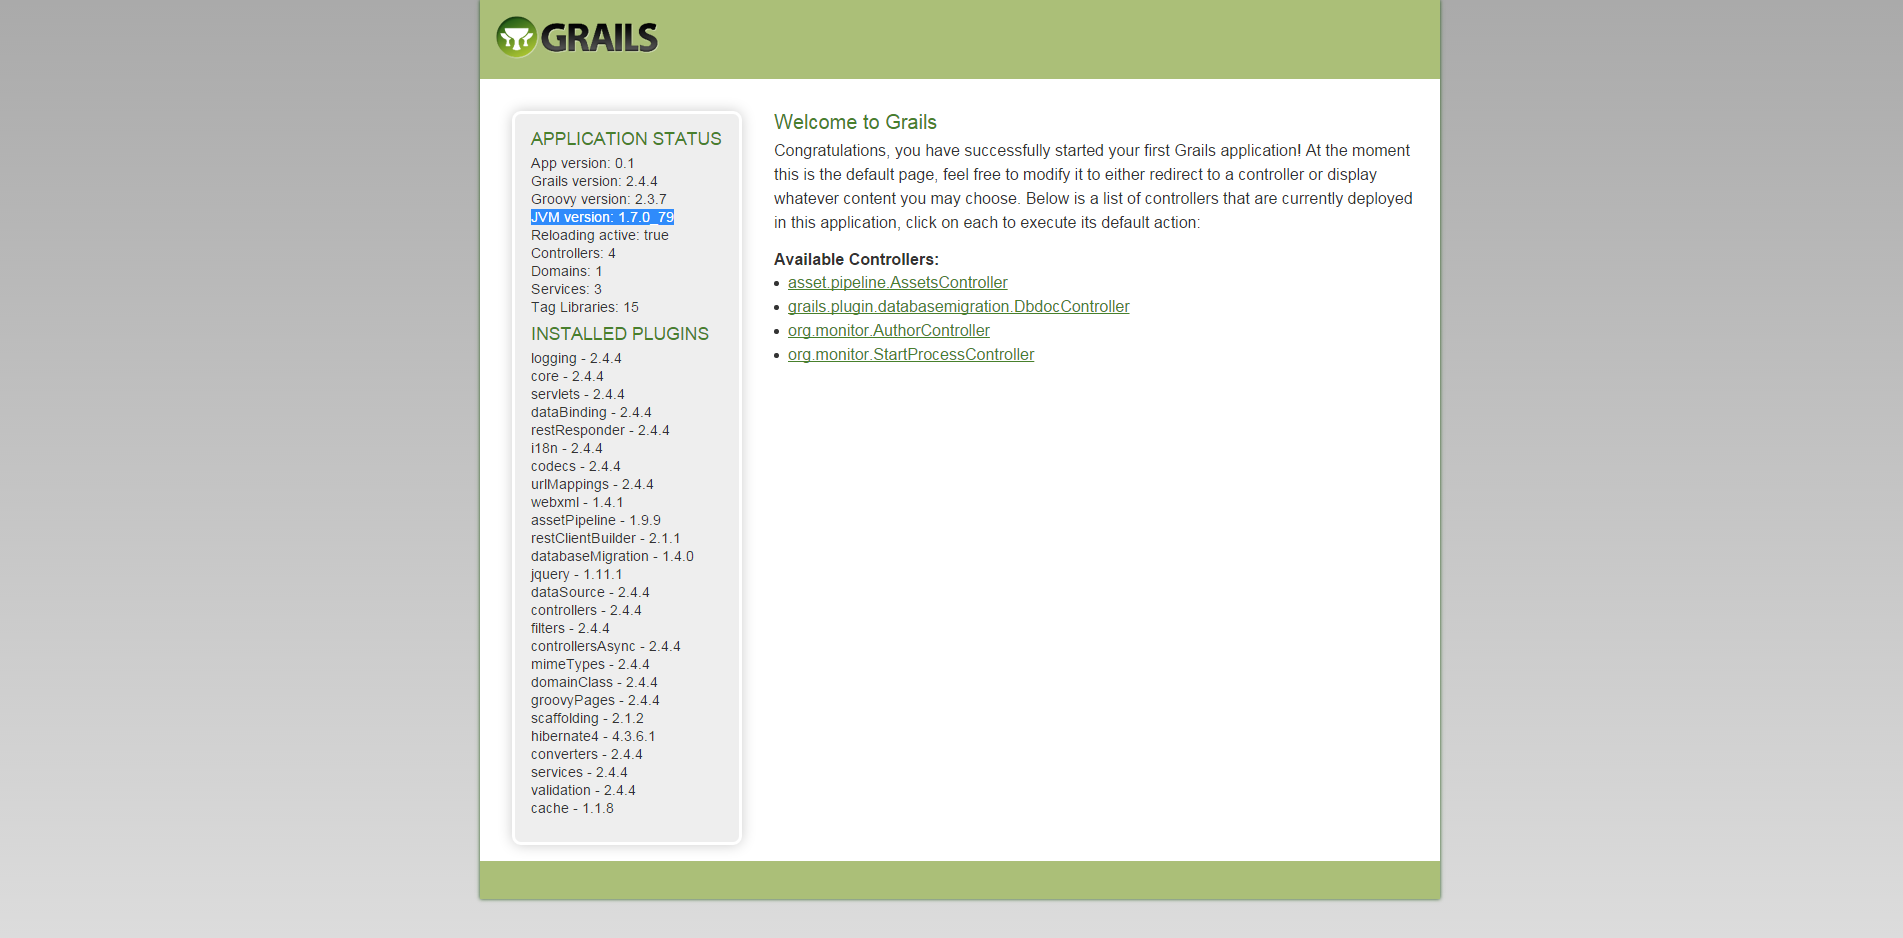 GRAILS
APPLICATION STATUS
App version: 0.1
Grails version: 2.4.4
Groovy version: 2.3.7
JVM version: 1.7.0_79
Reloading active: true
Controllers: 4
Domains: 1
Services: 3
Tag Libraries: 15
INSTALLED PLUGINS
logging - 2.4.4
core - 2.4.4
servlets - 2.4.4
dataBinding - 2.4.4
restResponder - 2.4.4
i18n - 2.4.4
codecs - 2.4.4
urlMappings - 2.4.4
webxml - 1.4.1
assetPipeline - 1.9.9
restClientBuilder - 2.1.1
databaseMigration - 1.4.0
jquery - 1.11.1
dataSource - 2.4.4
controllers - 2.4.4
filters - 2.4.4
controllersAsync - 2.4.4
mimeTypes - 2.4.4
domainClass - 2.4.4
groovyPages - 2.4.4
scaffolding - 2.1.2
hibernate4 - 4.3.6.1
converters - 2.4.4
services - 2.4.4
validation - 2.4.4
cache - 1.1.8
Welcome to Grails
Congratulations, you have successfully started your first Grails application! At the moment
this is the default page, feel free to modify it to either redirect to a controller or display
whatever content you may choose. Below is a list of controllers that are currently deployed
in this application, click on each to execute its default action:
Available Controllers:
• asset.pipeline.AssetsController
• grails.plugin.databasemigration.DbdocController
• org.monitor.AuthorController
• org.monitor.StartProcessController